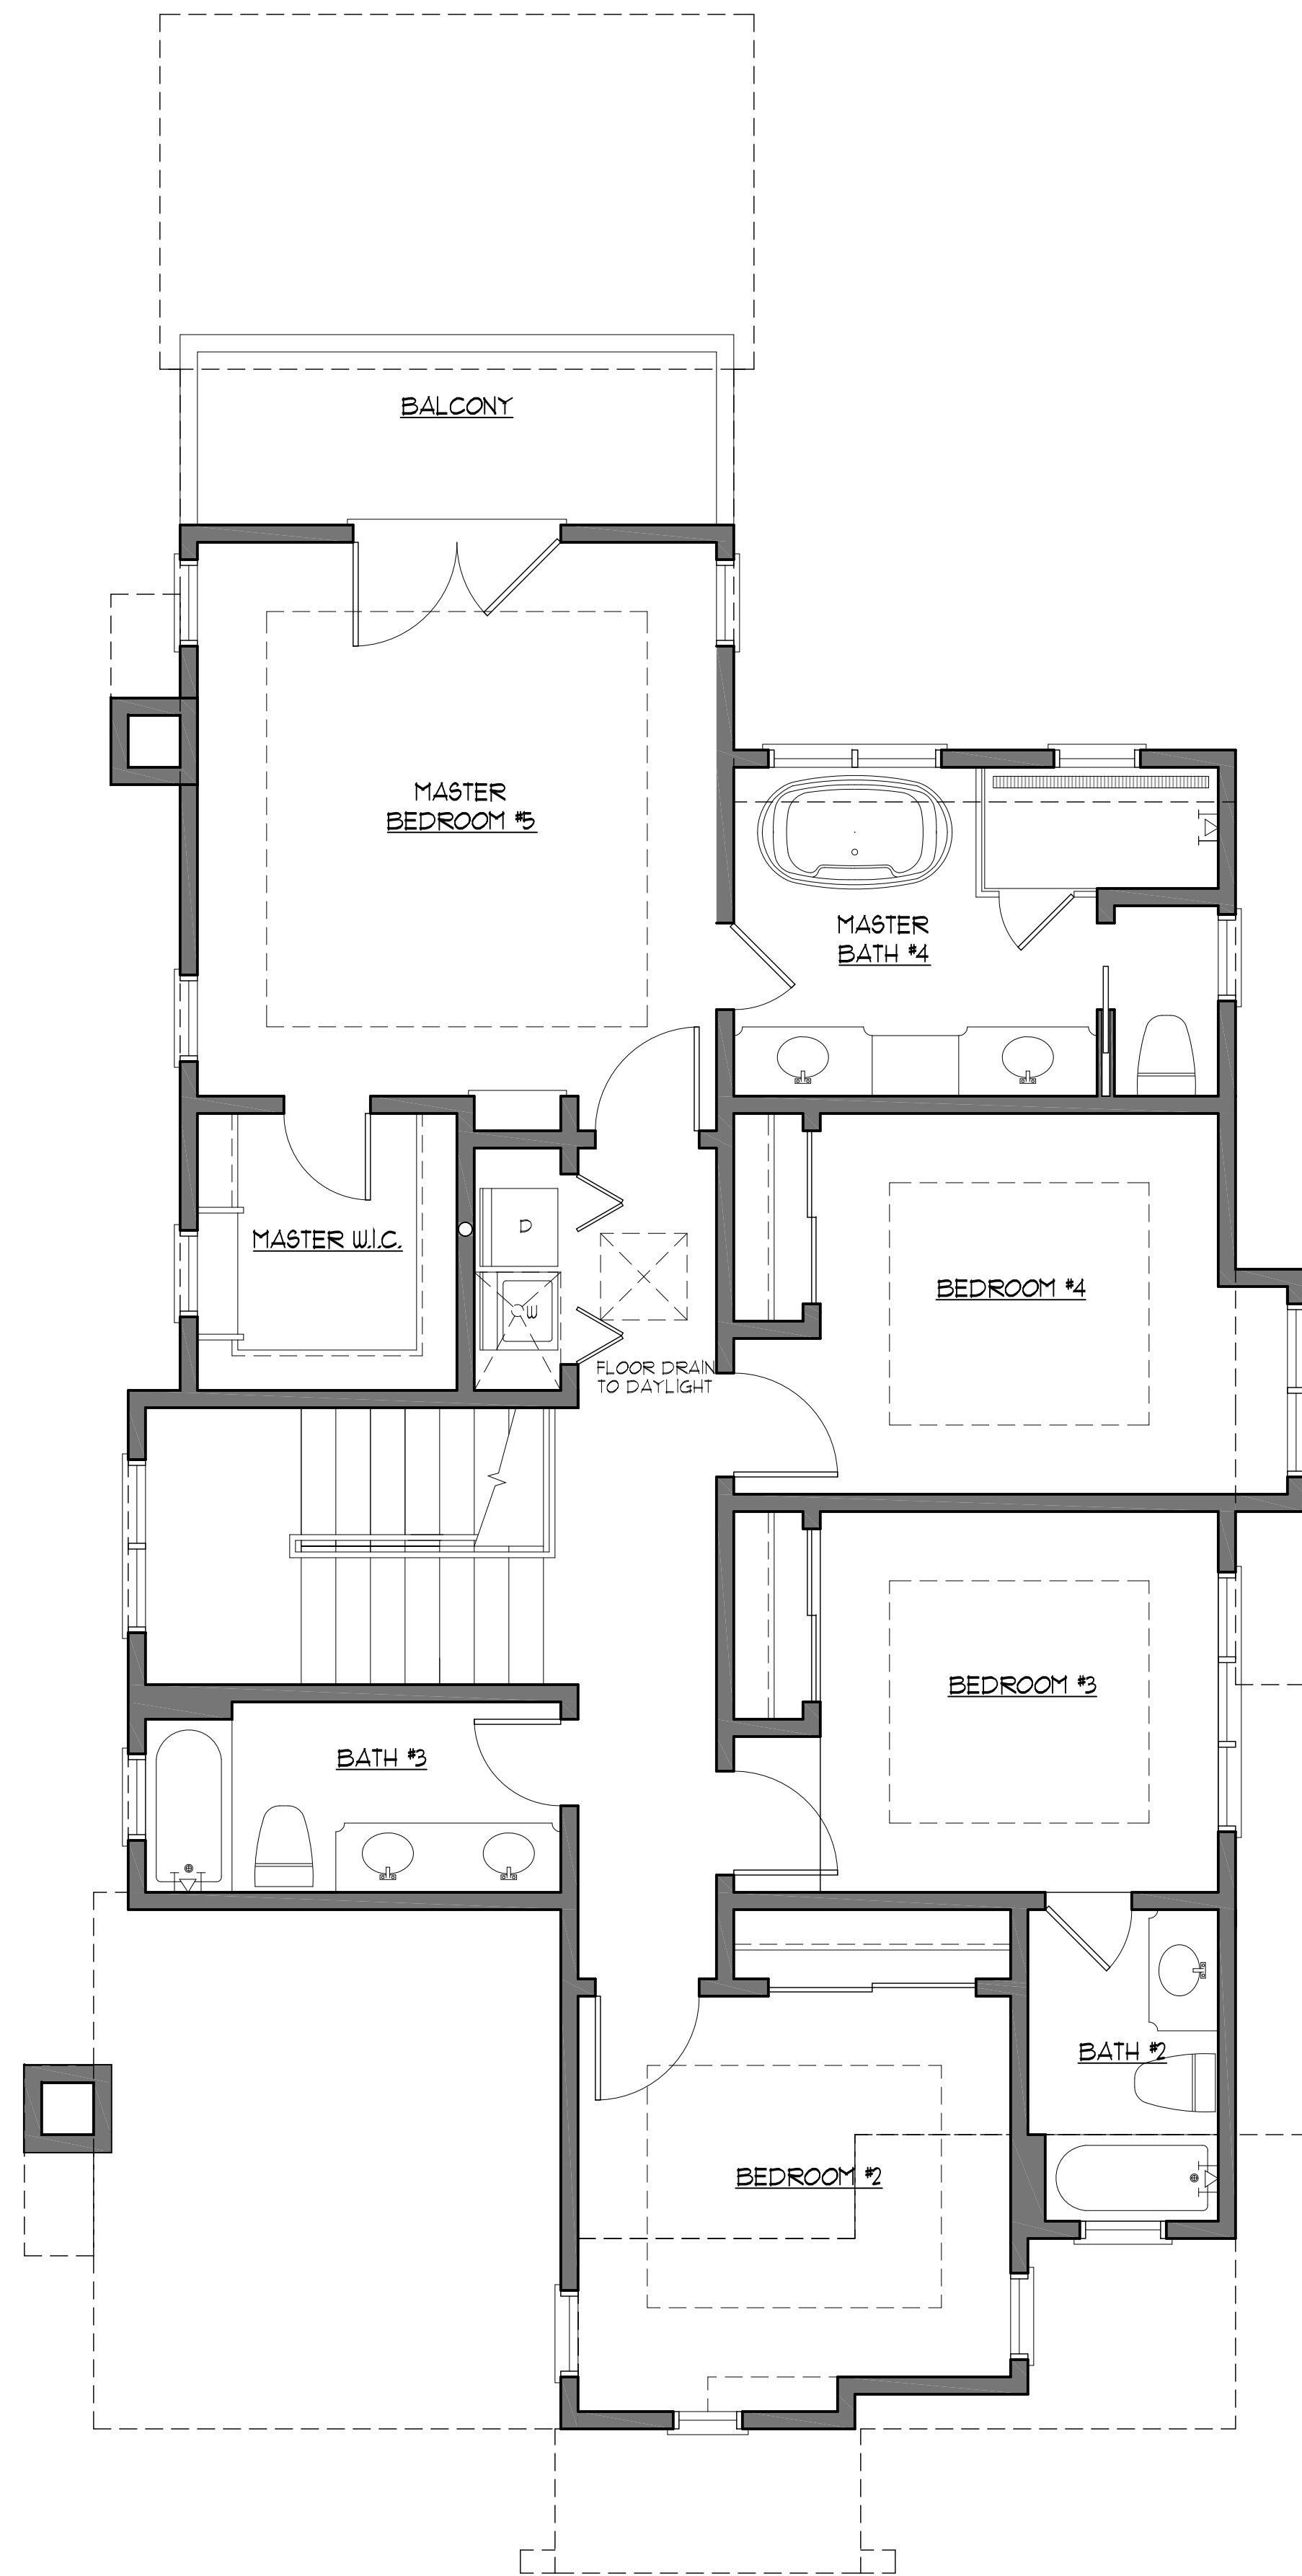 BALCONY
MASTER
BEDROOM #5
MASTER
BATH #4
D
MASTER W.I.C.
W
BEDROOM #4
FLOOR DRAIN
TO DAYLIGHT
BEDROOM #3
BATH #3
BATH #2
BEDROOM #2